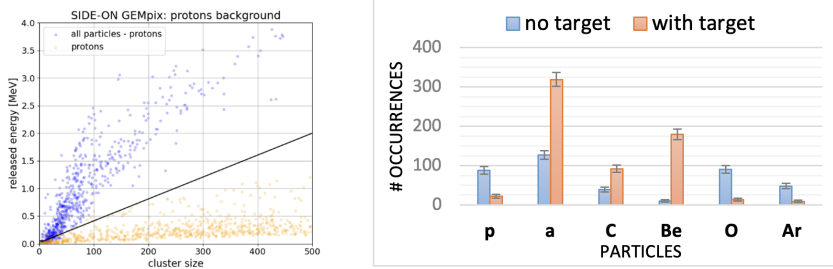 SIDE-ON GEMpix: protons background
all particles - protons
protons
released energy [MeV]
4.0
3.5
3.0
2.5
2.0
1.5
1.0
0.5
0.0
0
100
200
300
400
500
cluster size
no target
with target
# OCCURRENCES
400
300
200
100
0
p
a
C
Be
O
Ar
PARTICLES